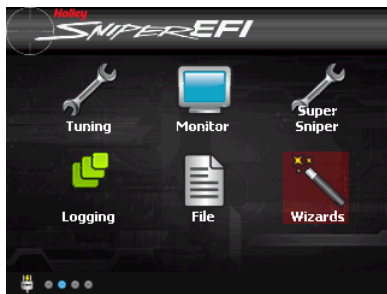 Holley
SNIPER EFI
Tuning
Monitor
Super
Sniper
Logging
File
Wizards